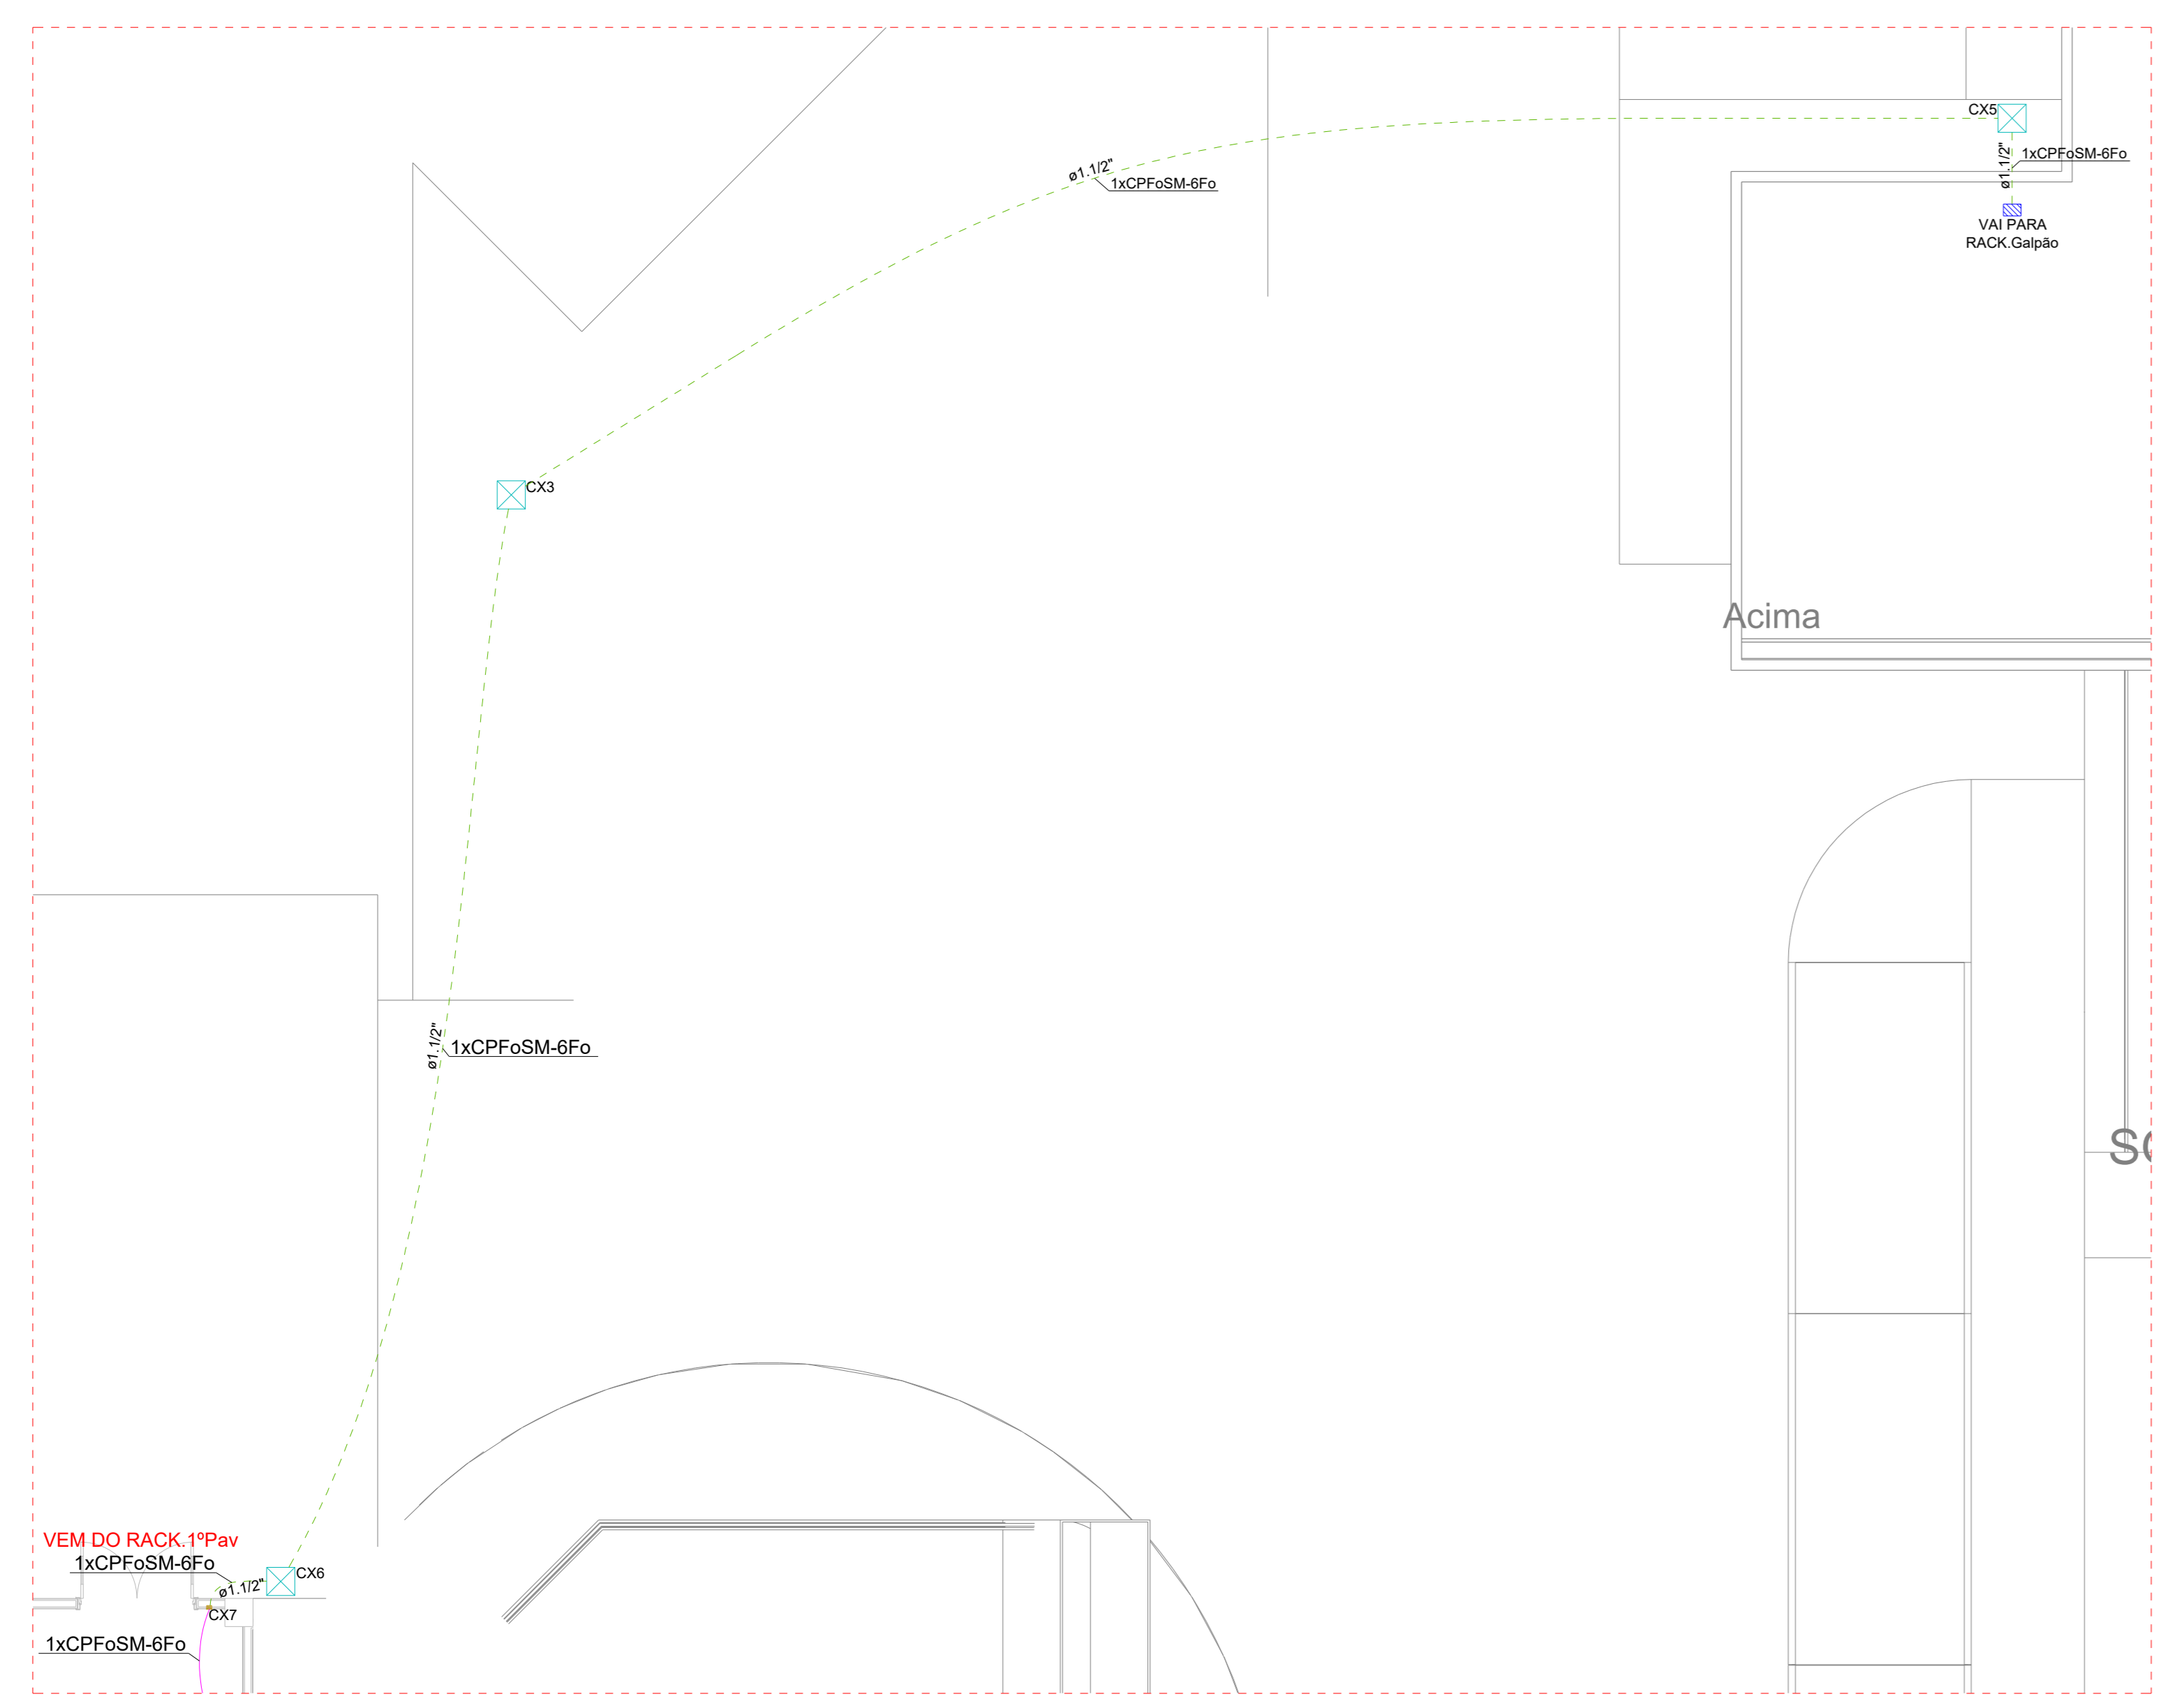 CX5
ø1.1/2"
1xCPFoSM-6Fo
ø1.1/2"
1xCPFoSM-6Fo
VAI PARA
RACK.Galpão
CX3
Acima
ø1.1/2"
1xCPFoSM-6Fo
VEM DO RACK.1ºPav
1xCPFoSM-6Fo
CX6
ø1.1/2"
CX7
1xCPFoSM-6Fo